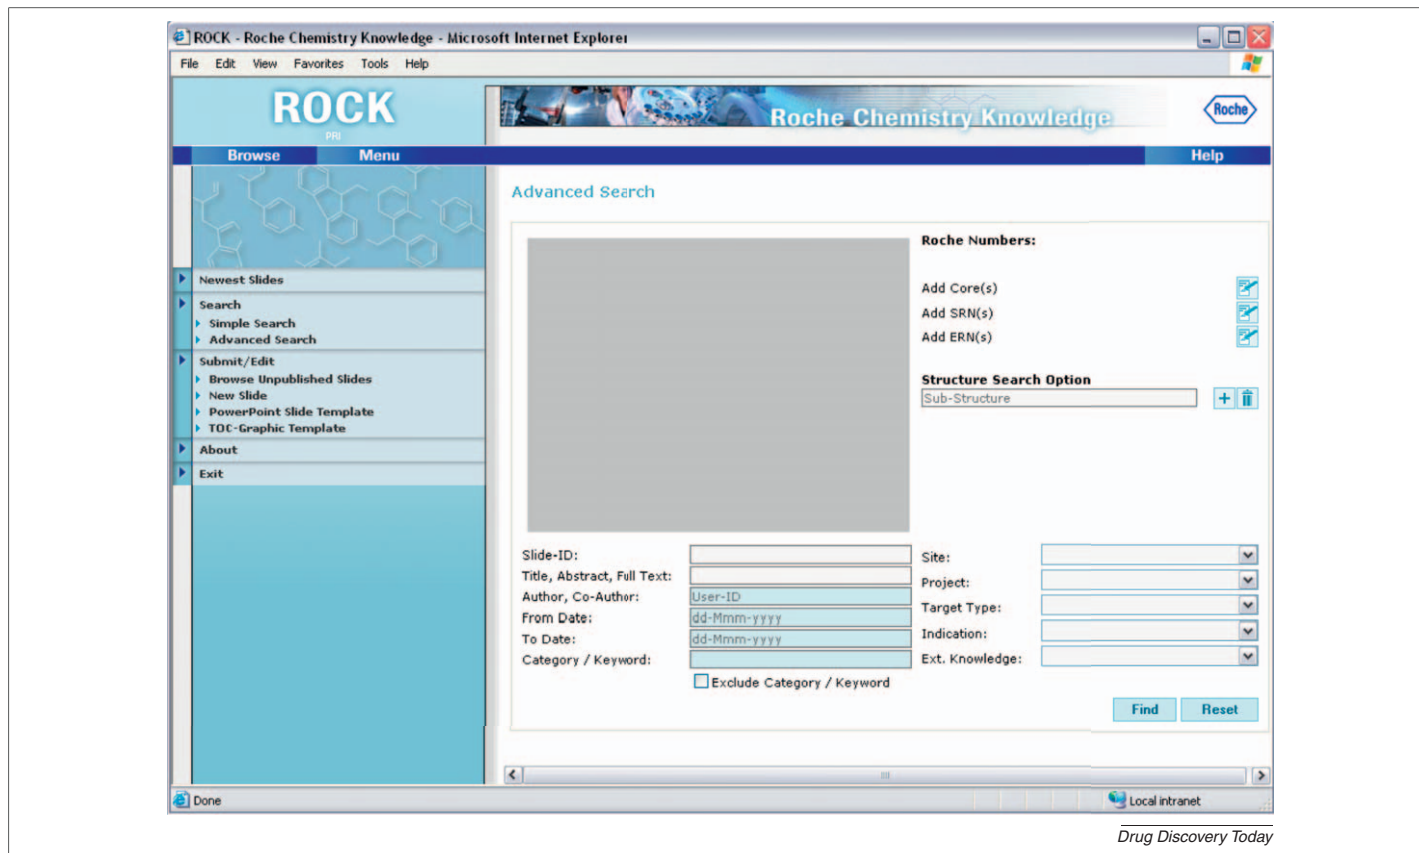 ROCK - Roche Chemistry Knowledge - Microsoft Internet Explorer
File Edit View Favorites Tools Help
ROCK
PRI
Roche Chemistry Knowledge
Roche
Browse Menu Help
Advanced Search
Newest Slides
Search
Simple Search
Advanced Search
Submit/Edit
Browse Unpublished Slides
New Slide
PowerPoint Slide Template
TOC-Graphic Template
About
Exit
Roche Numbers:
Add Core(s)
Add SRN(s)
Add ERN(s)
Structure Search Option
Sub-Structure
Slide-ID:
Title, Abstract, Full Text:
Author, Co-Author: User-ID
From Date: dd-Mmm-yyyy
To Date: dd-Mmm-yyyy
Category / Keyword:
Exclude Category / Keyword
Site:
Project:
Target Type:
Indication:
Ext. Knowledge:
Find Reset
Done Local intranet
Drug Discovery Today